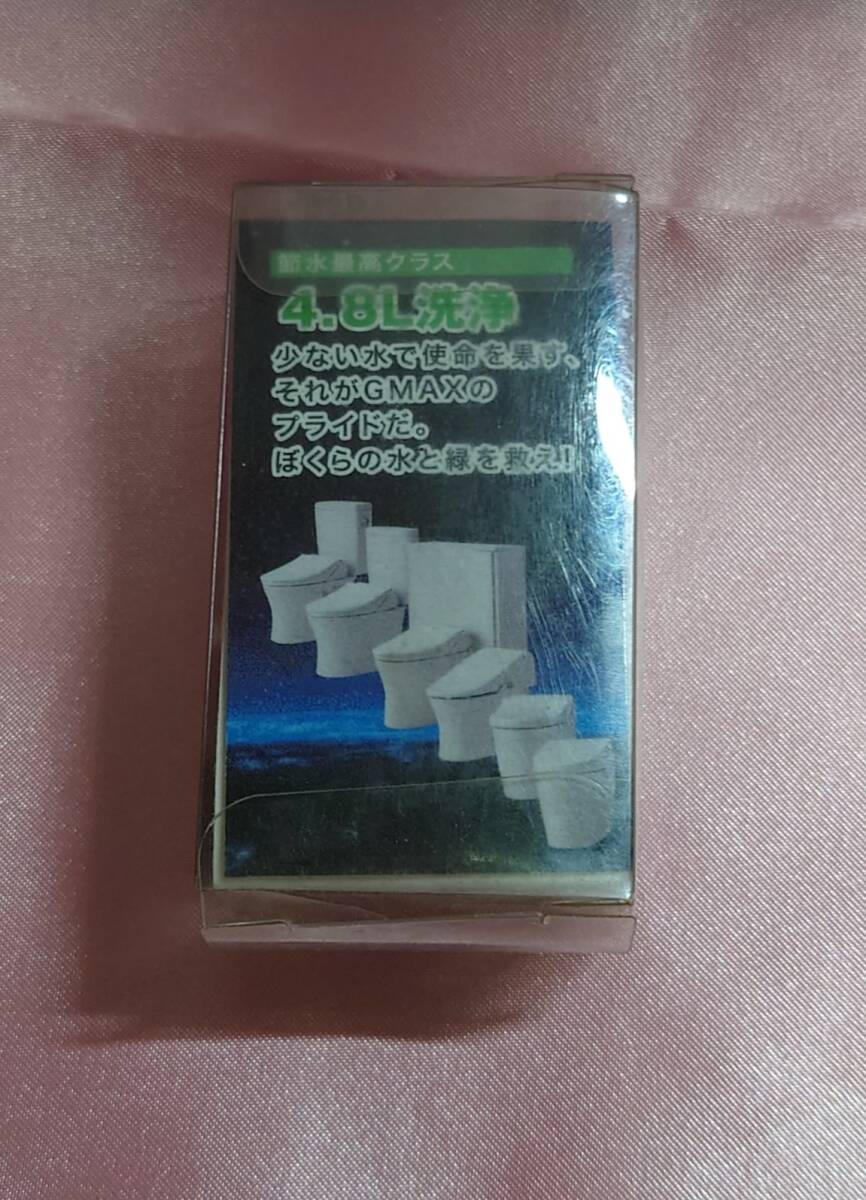 節水最高クラス
4.8L洗浄
少ない水で使命を果す、
それがGMAXの
プライドだ。
ぼくらの水と緑を救え!